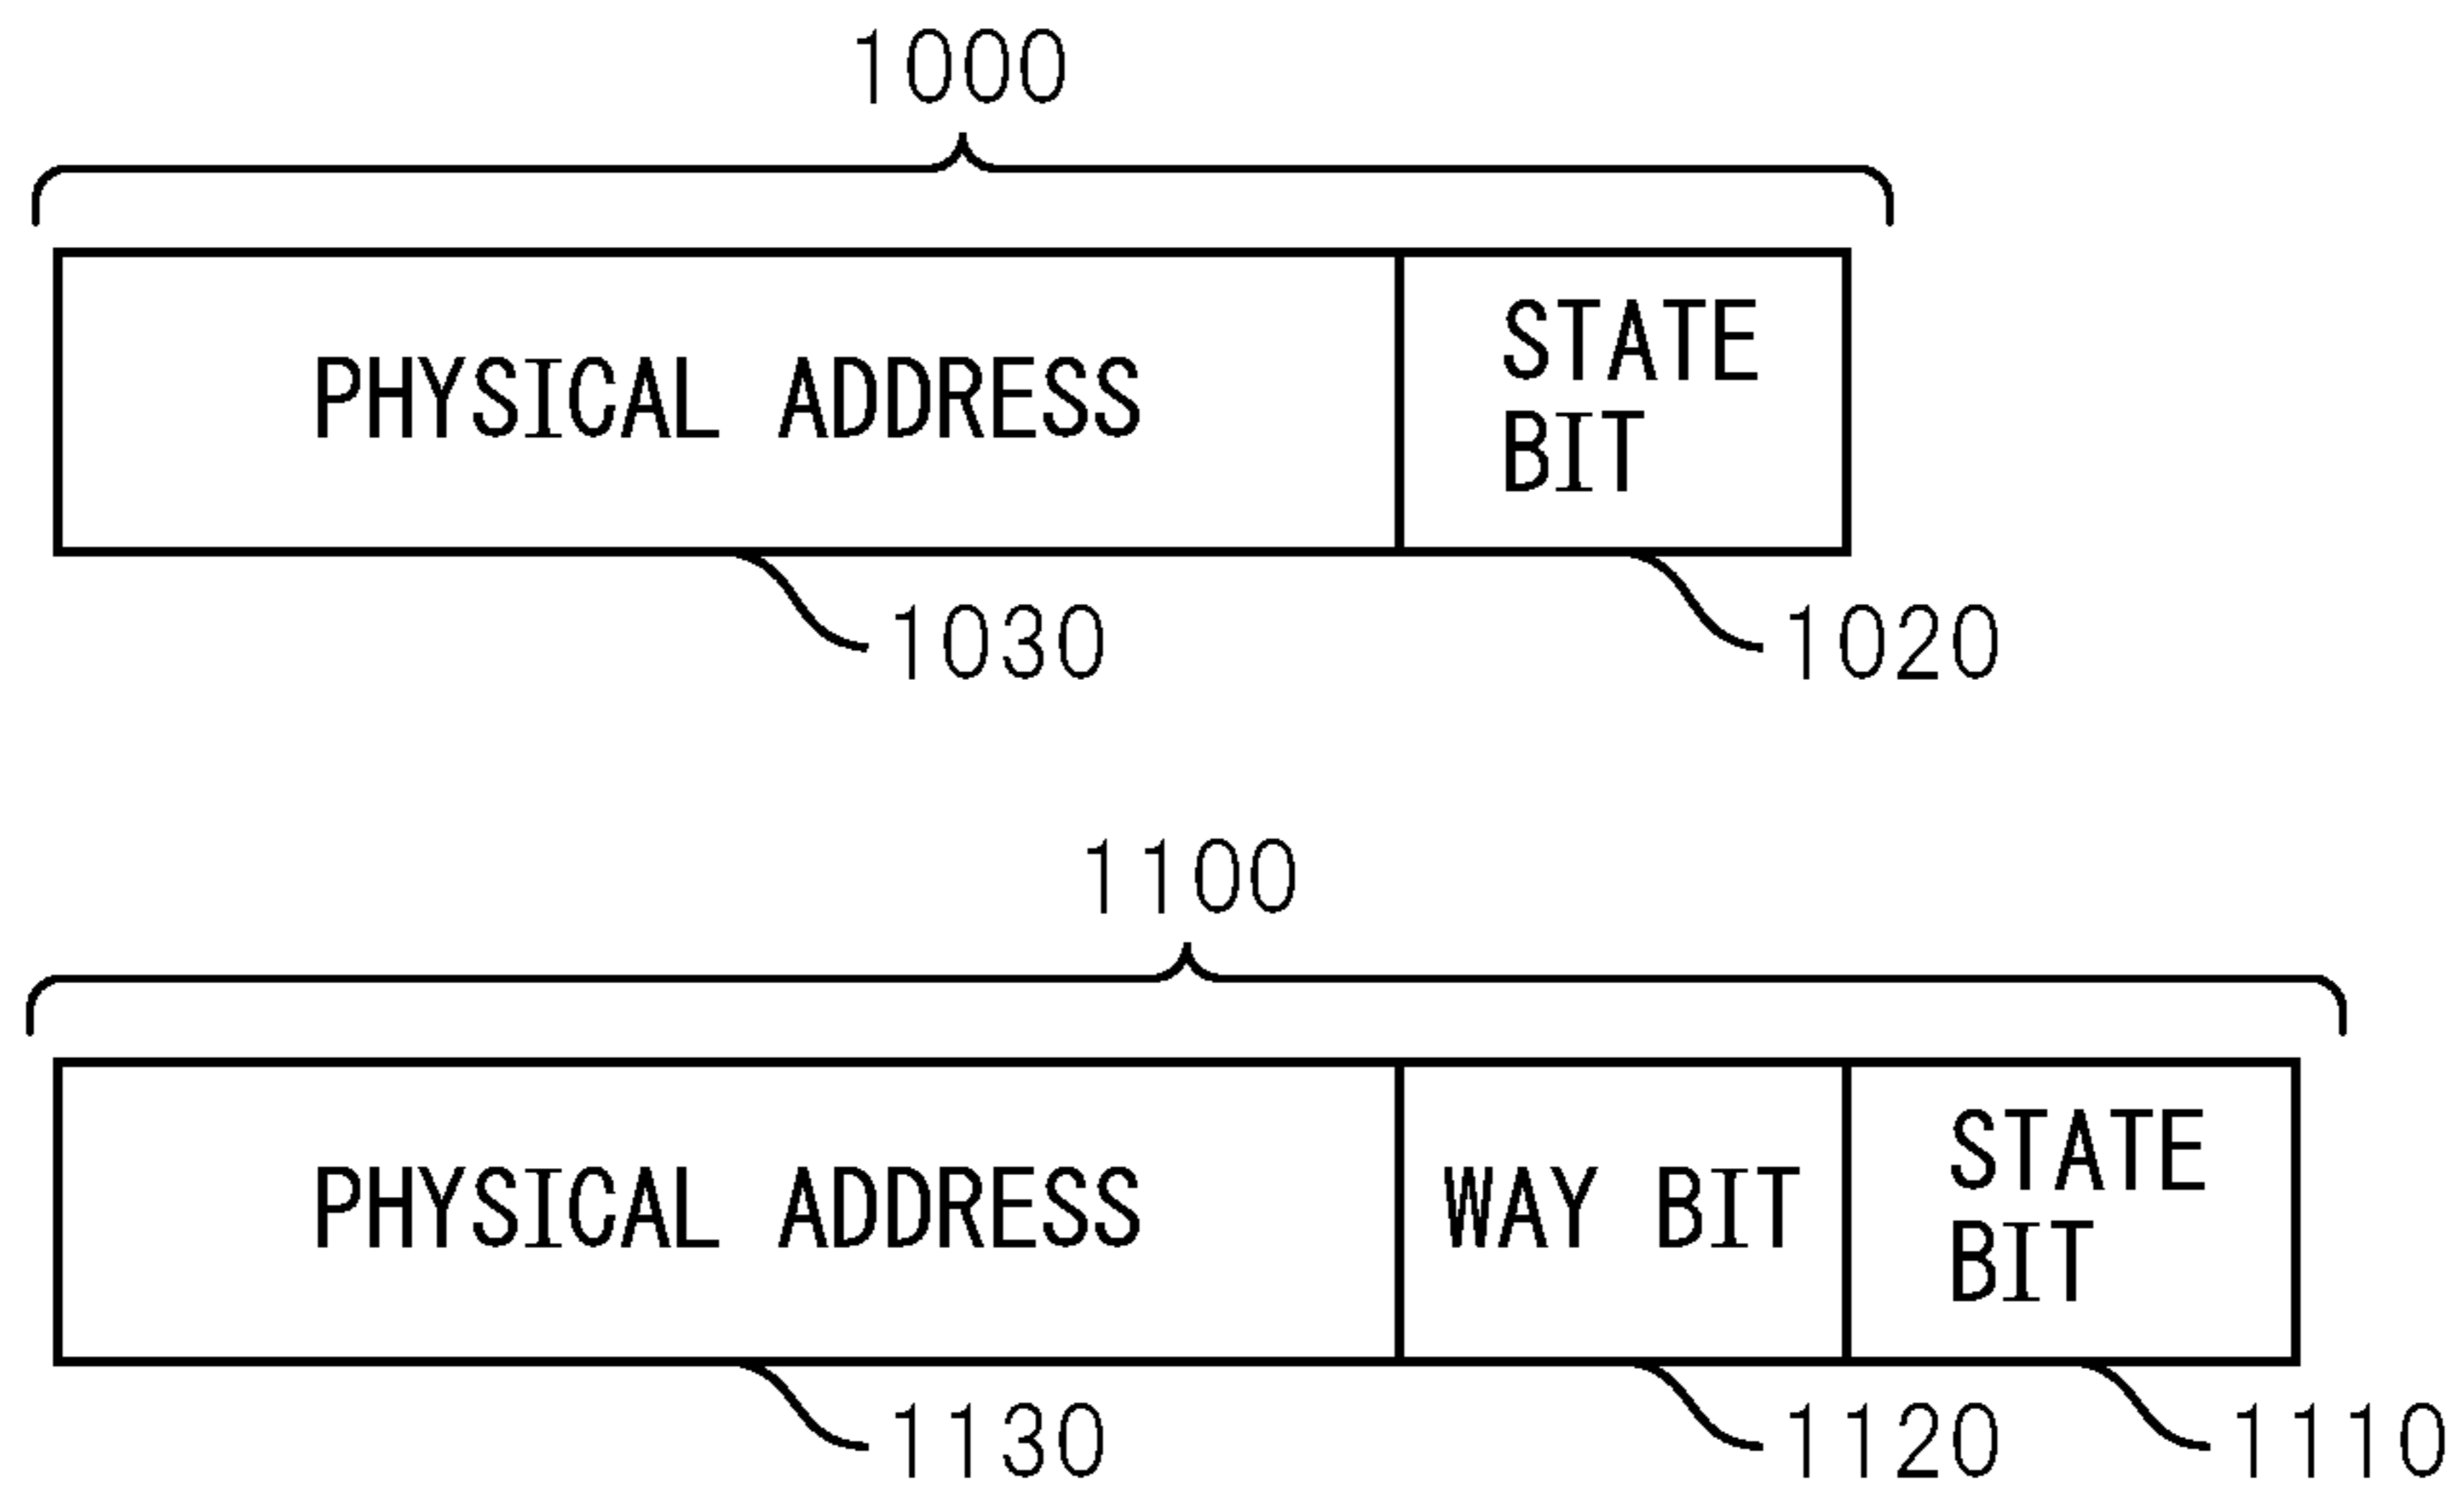 1000
PHYSICAL ADDRESS
STATE
BIT
1030
1020
1100
PHYSICAL ADDRESS
WAY BIT
STATE
BIT
1130
1120
1110